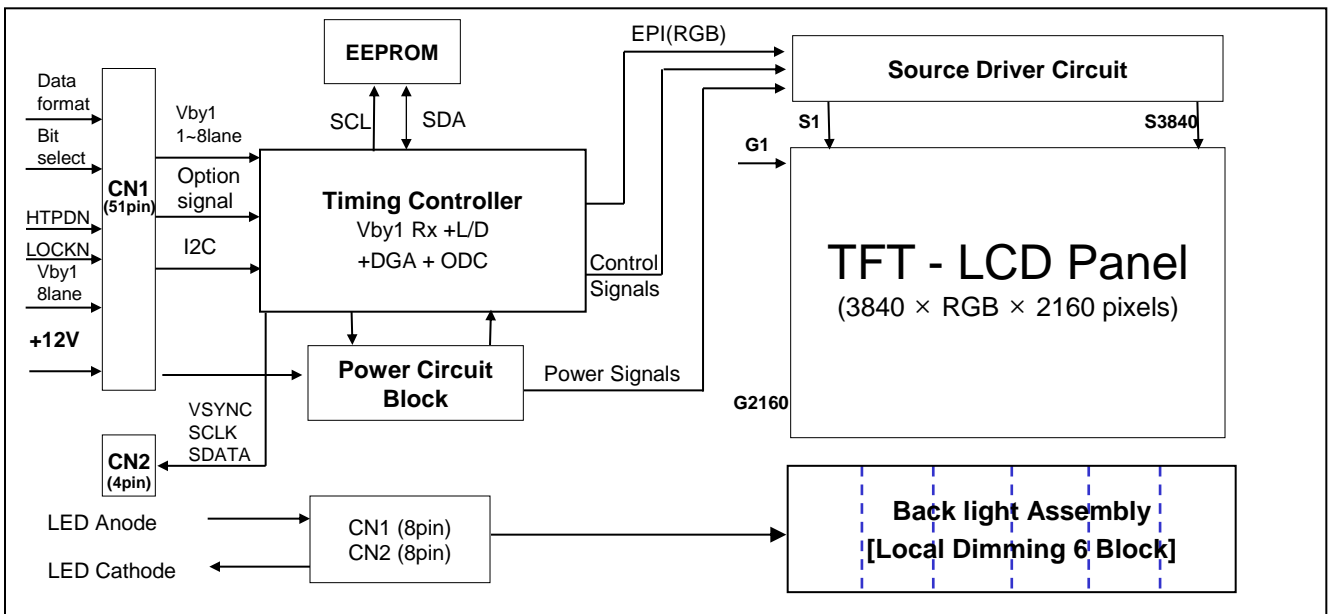 EEPROM
SCL
SDA
EPI(RGB)
Source Driver Circuit
S1
S3840
G1
G2160
Data
format
Bit
select
HTPDN
LOCKN
Vby1
8lane
+12V
CN1
(51pin)
Vby1
1~8lane
Option
signal
I2C
Timing Controller
Vby1 Rx +L/D
+DGA + ODC
Control
Signals
TFT - LCD Panel
(3840 × RGB × 2160 pixels)
Power Circuit
Block
Power Signals
VSYNC
SCLK
SDATA
CN2
(4pin)
LED Anode
LED Cathode
CN1 (8pin)
CN2 (8pin)
Back light Assembly
[Local Dimming 6 Block]